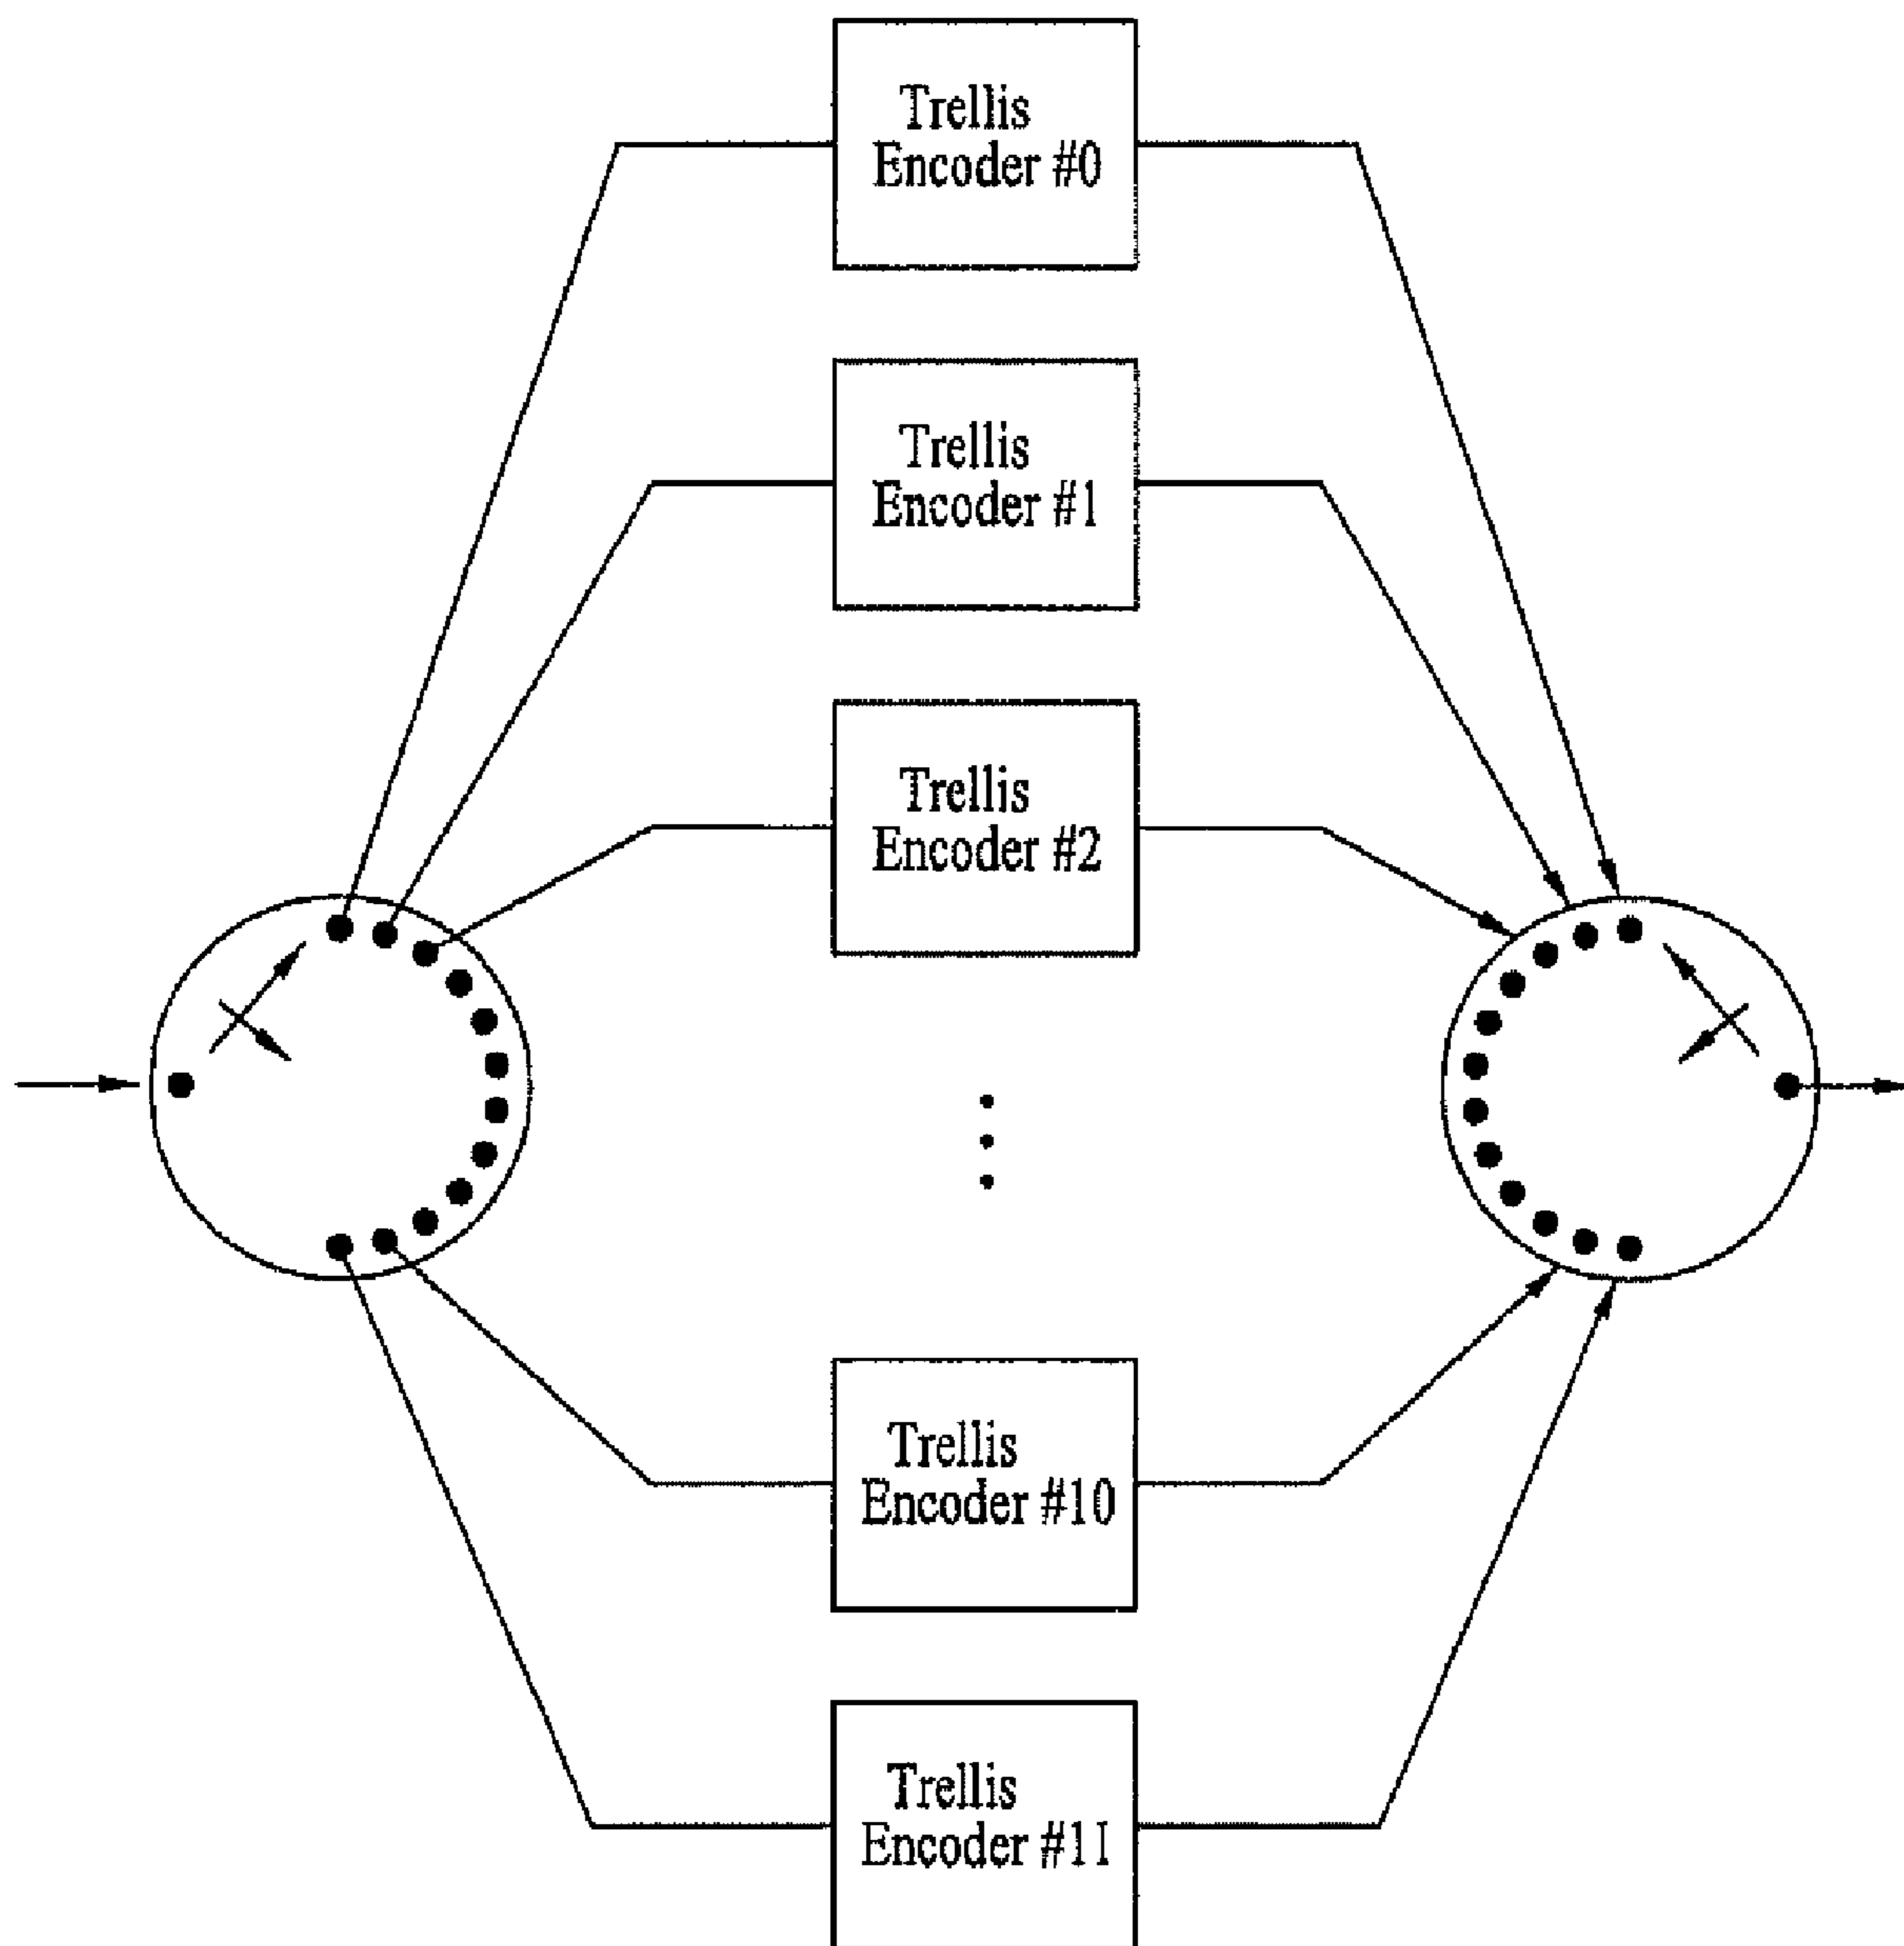 Trellis
Encoder #0
Trellis
Encoder #1
Trellis
Encoder #2
Trellis
Encoder #10
Trellis
Encoder #11